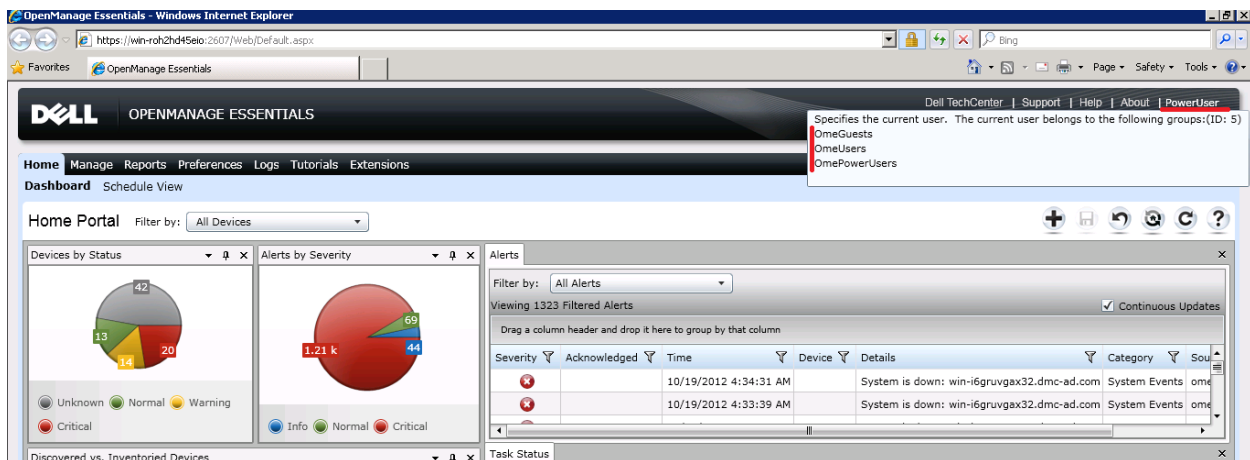 OpenManage Essentials - Windows Internet Explorer
https://win-roh2hd45eio:2607/Web/Default.aspx
Bing
Favorites OpenManage Essentials
Page Safety Tools
DELL OPENMANAGE ESSENTIALS
Dell TechCenter | Support | Help | About | PowerUser
Specifies the current user. The current user belongs to the following groups:(ID: 5)
OmeGuests
OmeUsers
OmePowerUsers
Home Manage Reports Preferences Logs Tutorials Extensions
Dashboard Schedule View
Home Portal Filter by: All Devices
Devices by Status
42
13
20
14
Unknown Normal Warning
Critical
Alerts by Severity
69
1.21 k
44
Info Normal Critical
Alerts
Filter by: All Alerts
Viewing 1323 Filtered Alerts
Continuous Updates
Drag a column header and drop it here to group by that column
Severity Acknowledged Time Device Details Category Sou
10/19/2012 4:34:31 AM System is down: win-i6gruvgax32.dmc-ad.com System Events ome
10/19/2012 4:33:39 AM System is down: win-i6gruvgax32.dmc-ad.com System Events ome
Discovered vs. Inventoried Devices
Task Status